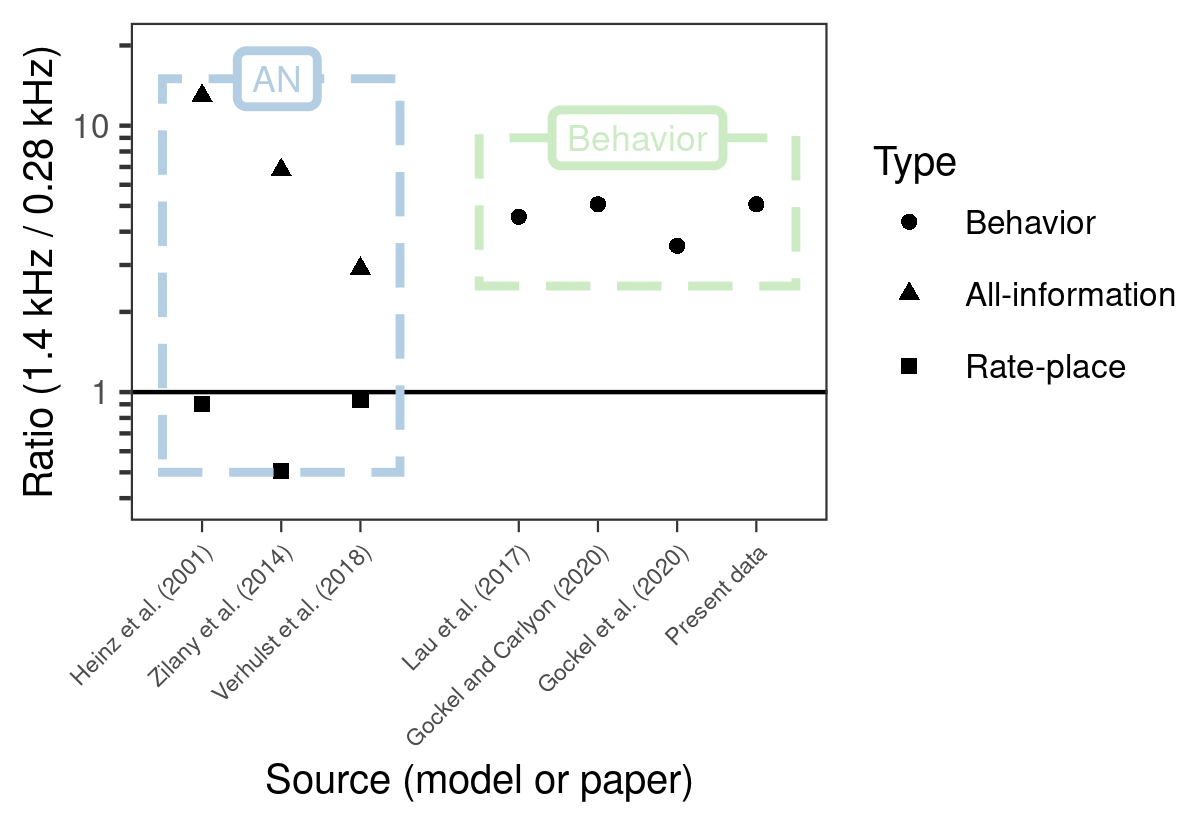 AN
Behavior
10
1
Ratio (1.4 kHz / 0.28 kHz)
Heinz et al. (2001)
Zilany et al. (2014)
Verhulst et al. (2018)
Lau et al. (2017)
Gockel and Carlyon (2020)
Gockel et al. (2020)
Present data
Source (model or paper)
Type
Behavior
All-information
Rate-place